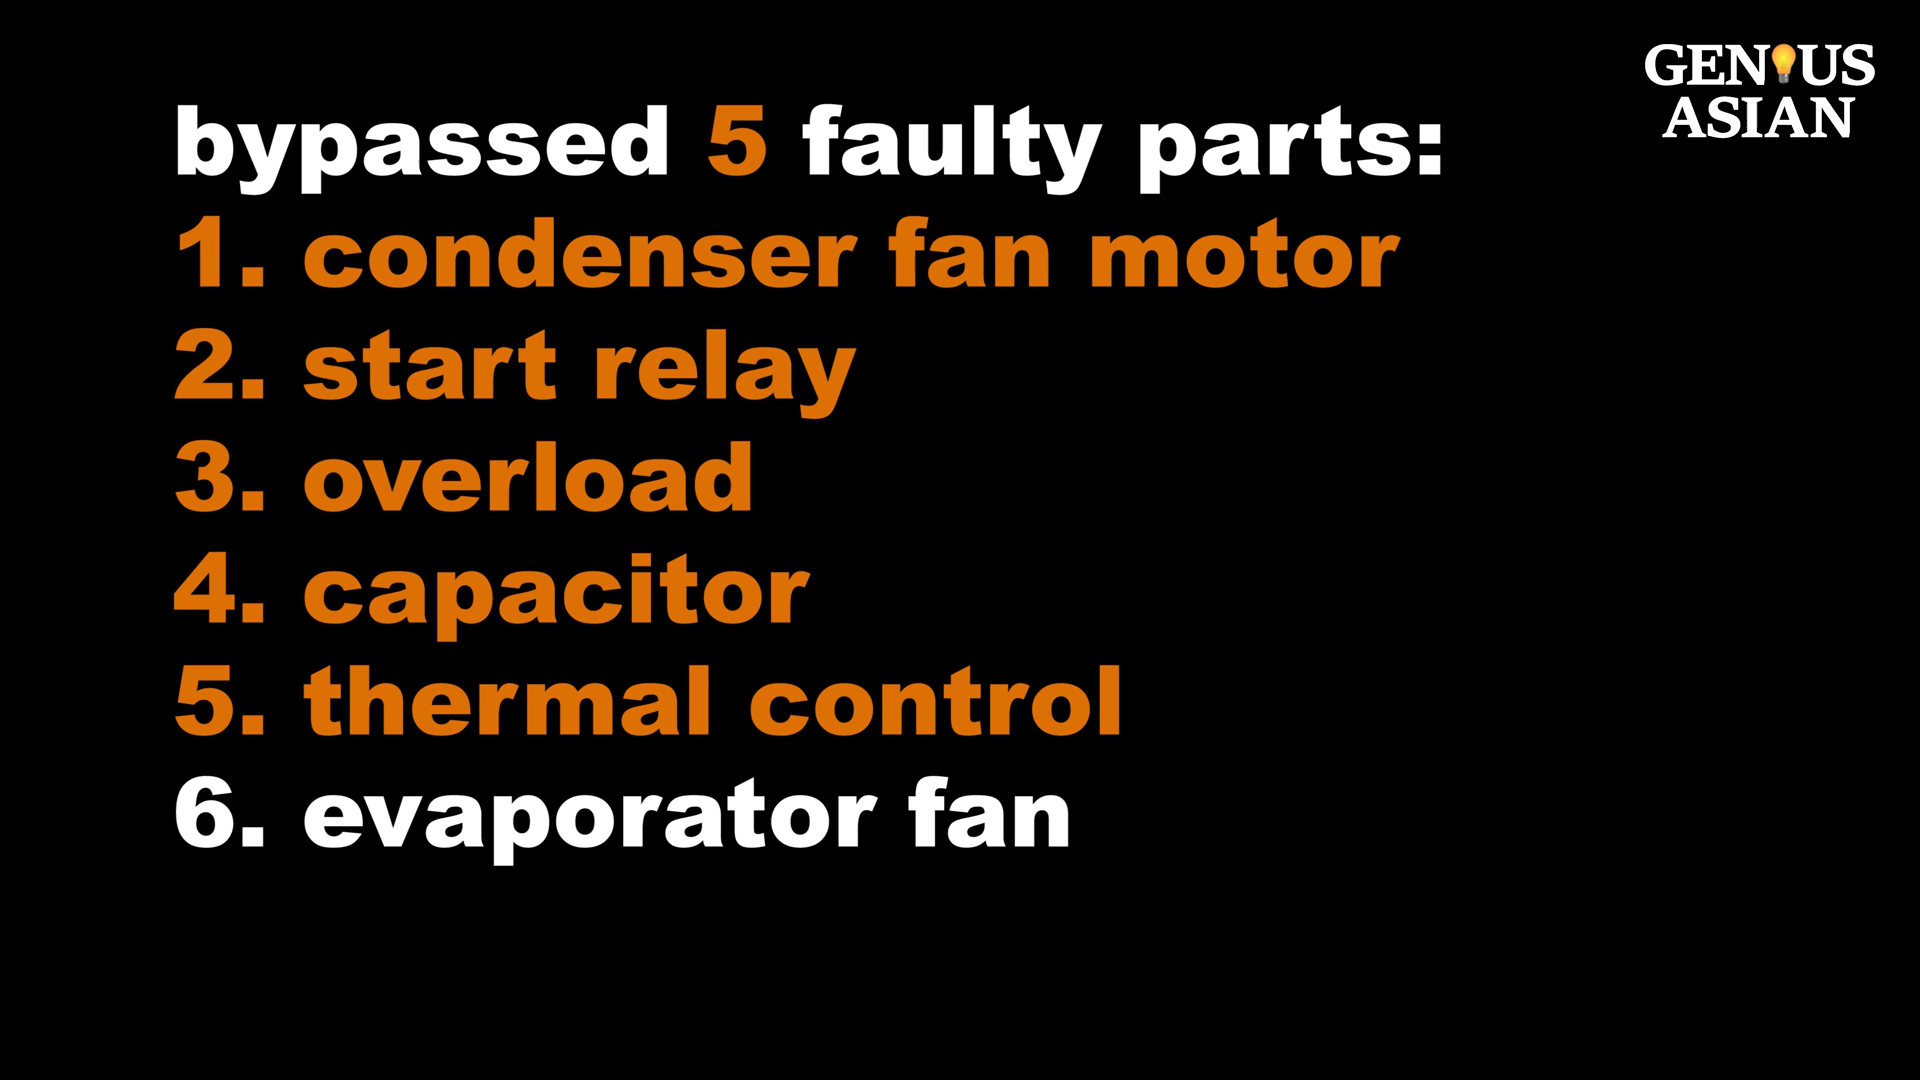 GENIUS
ASIAN
bypassed 5 faulty parts:
1. condenser fan motor
2. start relay
3. overload
4. capacitor
5. thermal control
6. evaporator fan